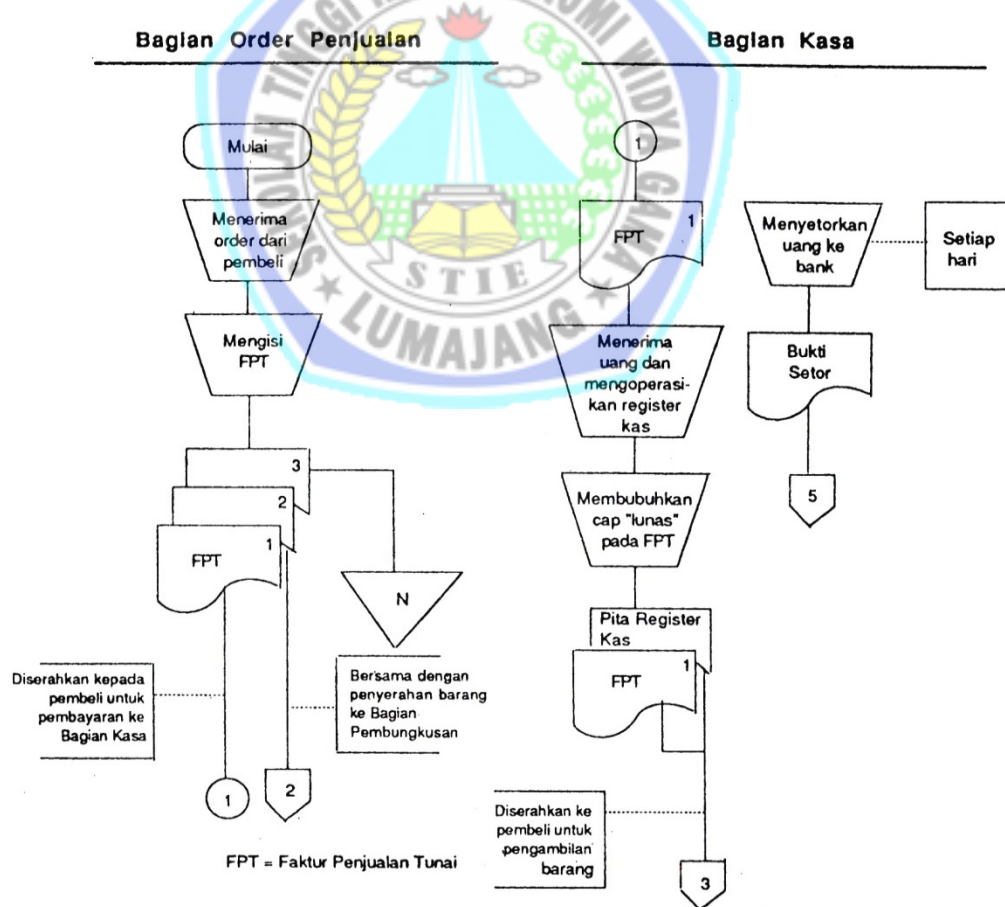 Bagian Order Penjualan
Mulai
Menerima
order dari
pembeli
Mengisi
FPT
3
2
1
FPT
N
Diserahkan kepada
pembeli untuk
pembayaran ke
Bagian Kasa
Bersama dengan
penyerahan barang
ke Bagian
Pembungkusan
1
2
FPT = Faktur Penjualan Tunai
Bagian Kasa
1
FPT
1
Menerima
uang dan
mengoperasi-
kan register
kas
Membubuhkan
cap "lunas"
pada FPT
Pita Register
Kas
FPT
1
Diserahkan ke
pembeli untuk
pengambilan
barang
3
Menyetorkan
uang ke
bank
Setiap
hari
Bukti
Setor
5
TINGGI
WIDYA GAMA
STIE
LUMAJANG